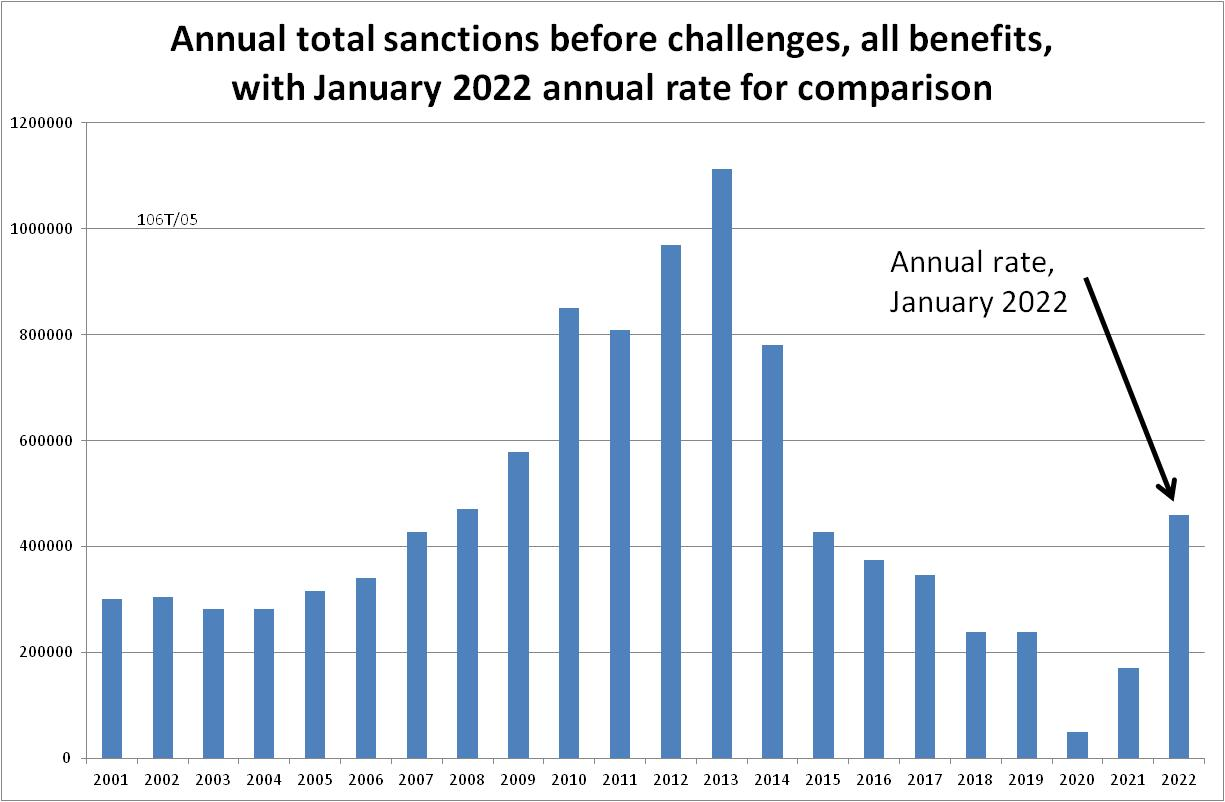 Annual total sanctions before challenges, all benefits,
with January 2022 annual rate for comparison
1200000
106T/05
1000000
Annual rate,
January 2022
800000
600000
400000
200000
0
2001 2002 2003 2004 2005 2006 2007 2008 2009 2010 2011 2012 2013 2014 2015 2016 2017 2018 2019 2020 2021 2022